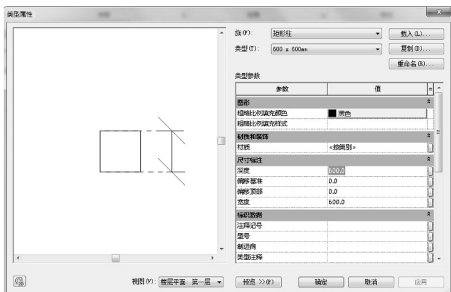 类型属性
族(F):
矩形柱
载入(L)...
类型(T):
600 x 600mm
复制(D)...
重命名(R)...
类型参数
参数
值
=
图形
粗略比例填充颜色
黑色
粗略比例填充样式
材质和装饰
材质
<按类别>
尺寸标注
深度
600.0
偏移基准
0.0
偏移顶部
0.0
宽度
600.0
标识数据
注释记号
型号
制造商
类型注释
视图(V):
楼层平面: 第一层
预览 >>(P)
确定
取消
应用